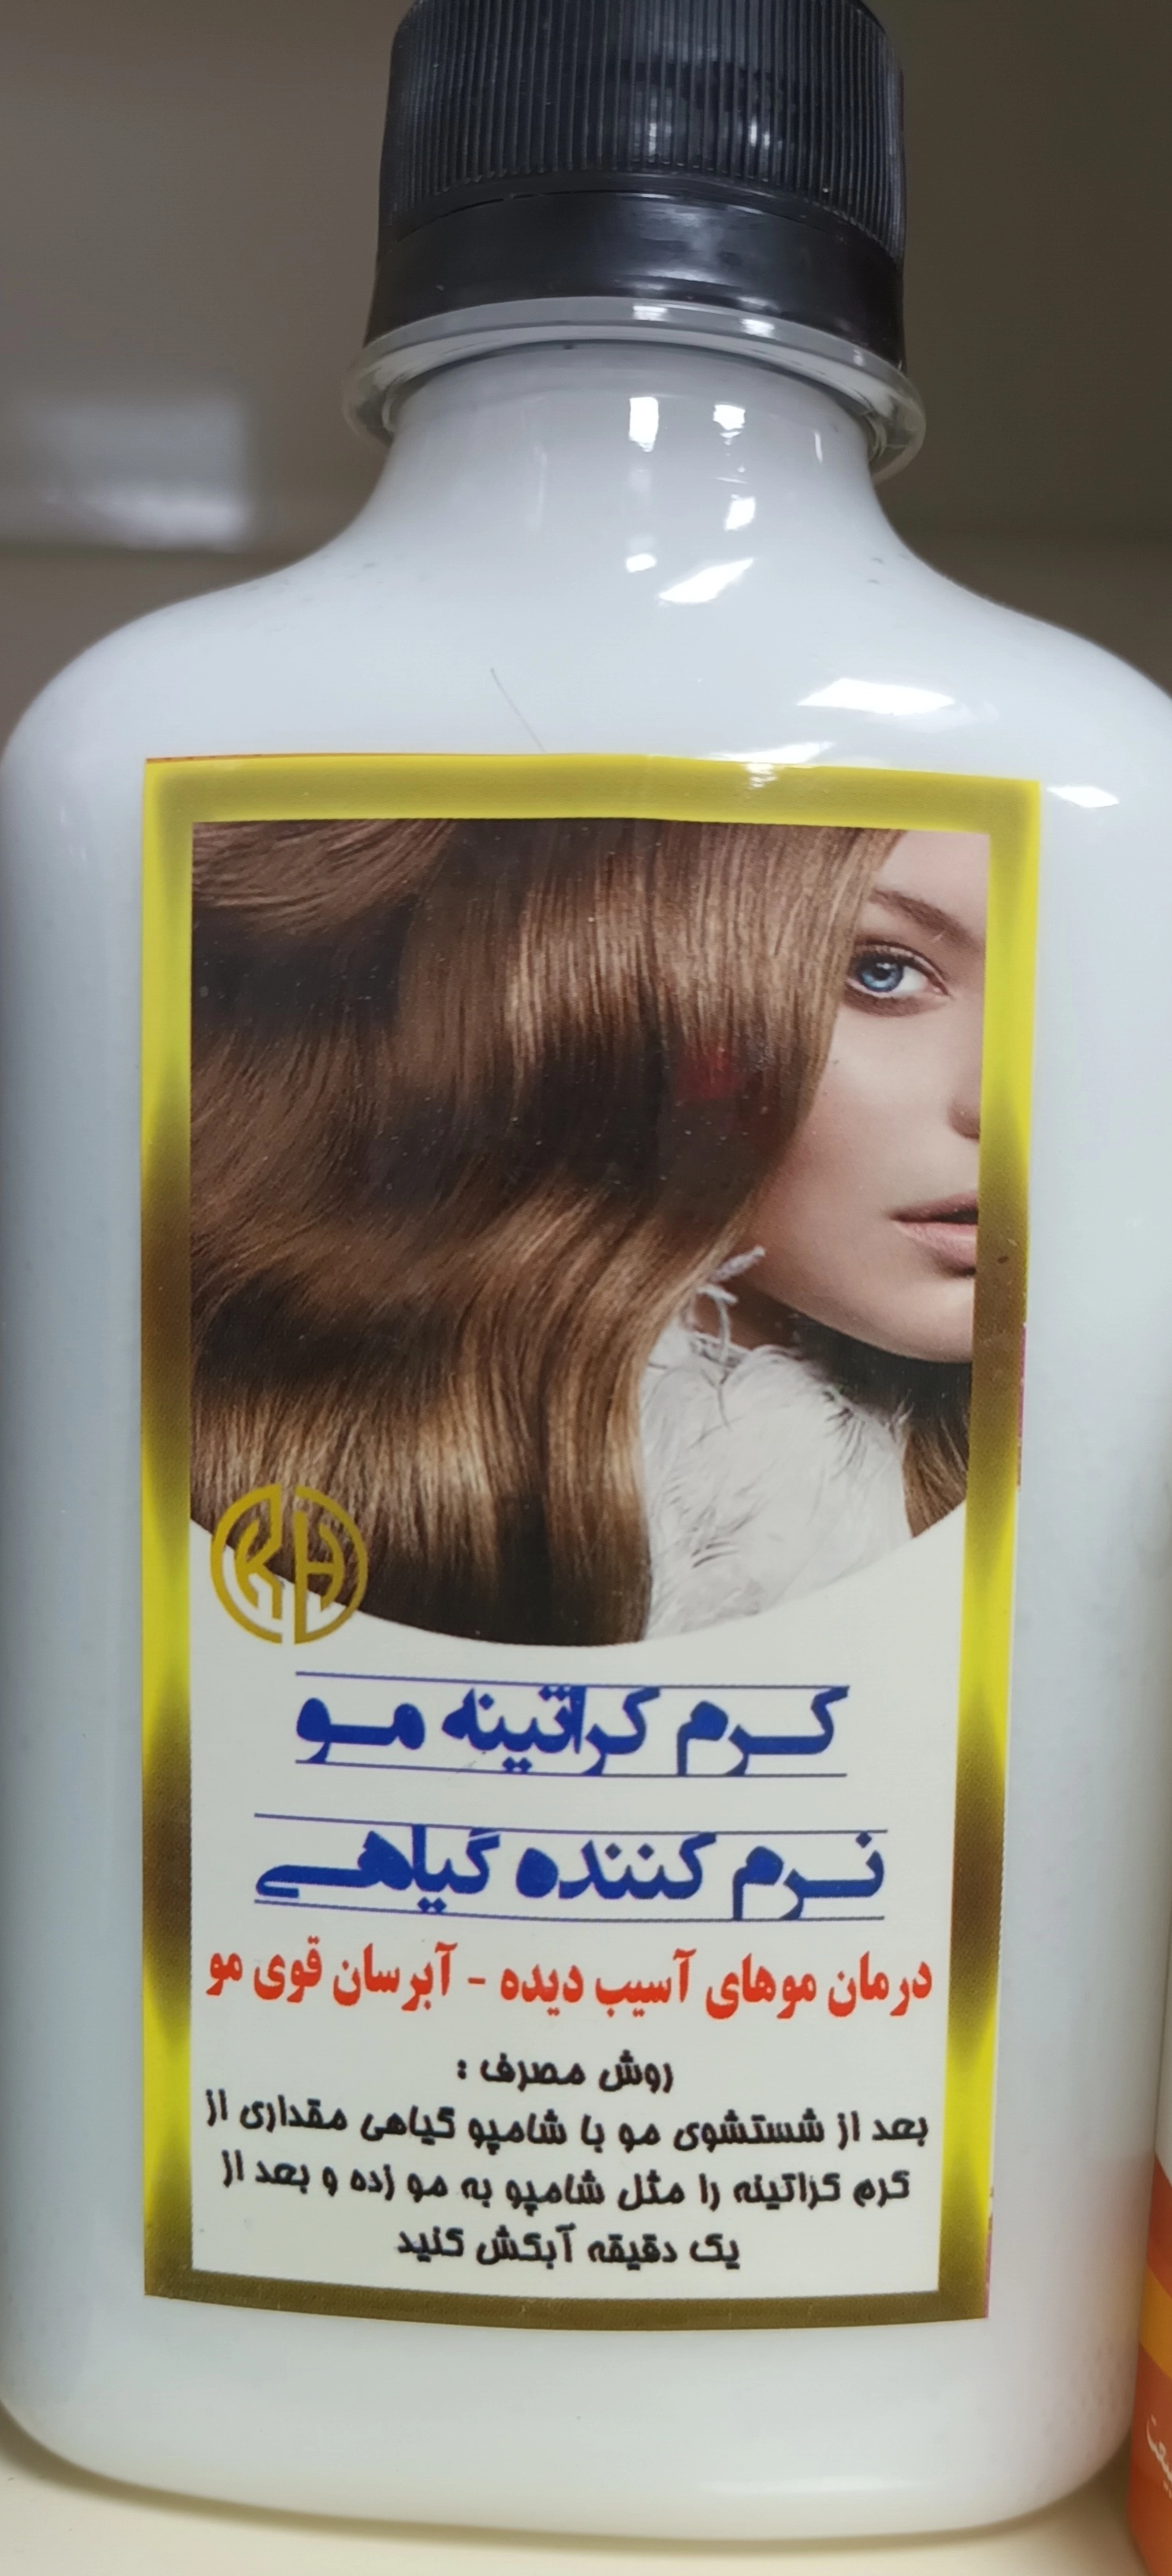 KH
کرم کراتینه مو
نرم کننده گیاهی
درمان موهای آسیب دیده - آبرسان قوی مو
روش مصرف :
بعد از شستشوی مو با شامپو گیاهی مقداری از
کرم کراتینه را مثل شامپو به مو زده و بعد از
یک دقیقه آبکش کنید